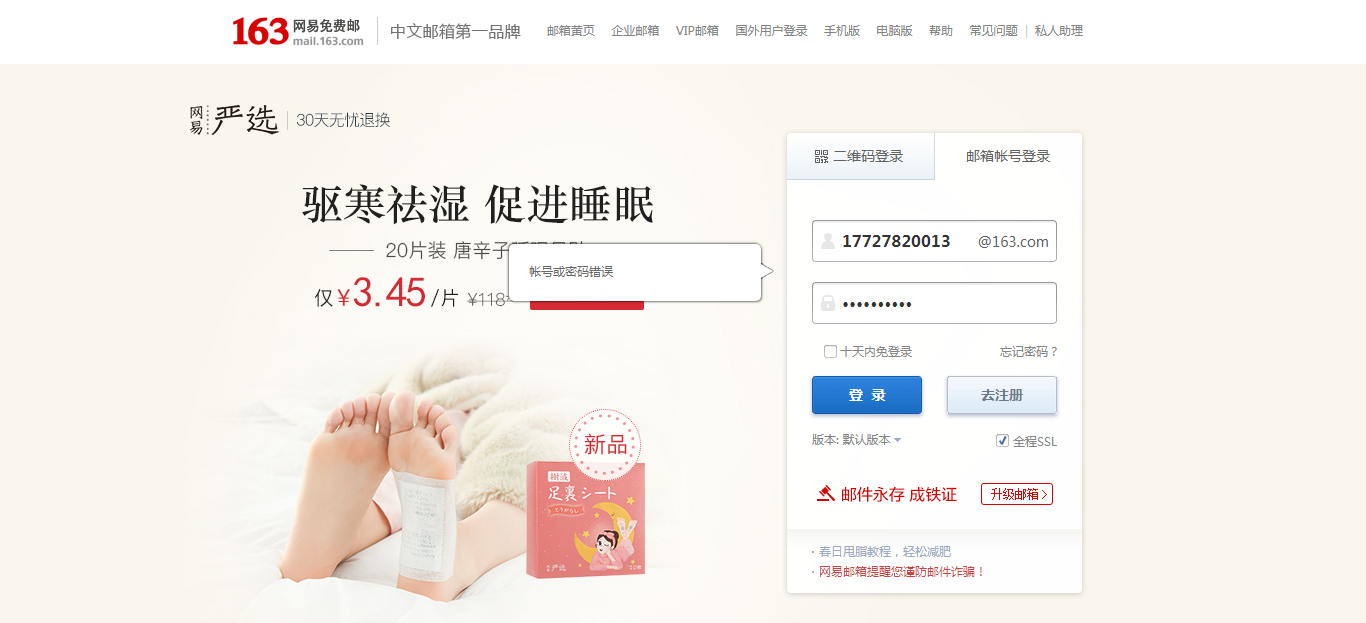 163 网易免费邮
mail.163.com
中文邮箱第一品牌
邮箱黄页 企业邮箱 VIP邮箱 国外用户登录 手机版 电脑版 帮助 常见问题 | 私人助理
网易严选 30天无忧退换
驱寒祛湿 促进睡眠
20片装 唐辛子
仅¥3.45/片 ¥118
帐号或密码错误
新品
樹波
足裏シート
とうがらし
严选
二维码登录
邮箱帐号登录
17727820013 @163.com
••••••••••
十天内免登录 忘记密码？
登 录 去注册
版本: 默认版本 全程SSL
邮件永存 成铁证 升级邮箱
· 春日甩脂教程，轻松减肥
· 网易邮箱提醒您谨防邮件诈骗！